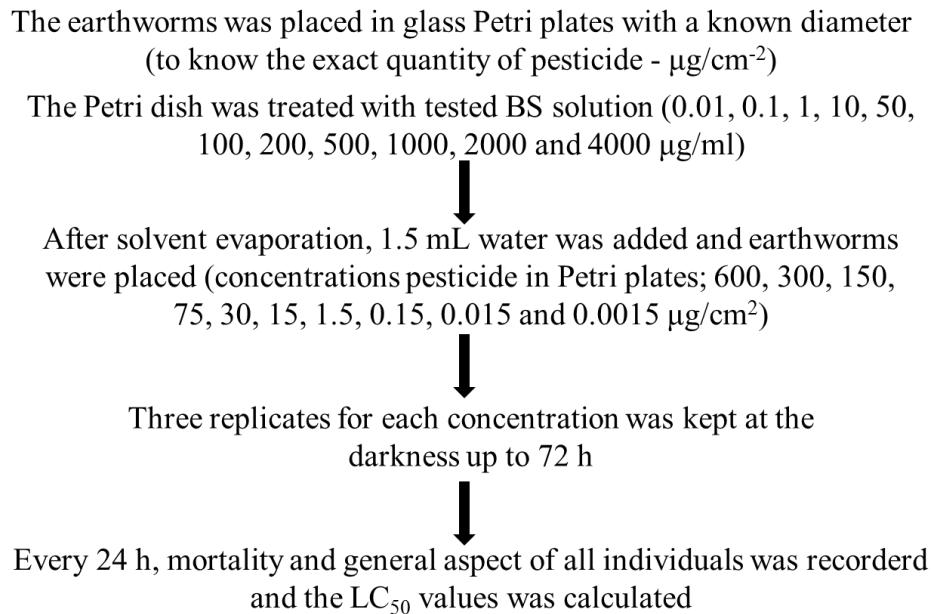 The earthworms was placed in glass Petri plates with a known diameter
(to know the exact quantity of pesticide - μg/cm⁻²)
The Petri dish was treated with tested BS solution (0.01, 0.1, 1, 10, 50,
100, 200, 500, 1000, 2000 and 4000 μg/ml)
After solvent evaporation, 1.5 mL water was added and earthworms
were placed (concentrations pesticide in Petri plates; 600, 300, 150,
75, 30, 15, 1.5, 0.15, 0.015 and 0.0015 μg/cm²)
Three replicates for each concentration was kept at the
darkness up to 72 h
Every 24 h, mortality and general aspect of all individuals was recorderd
and the LC₅₀ values was calculated